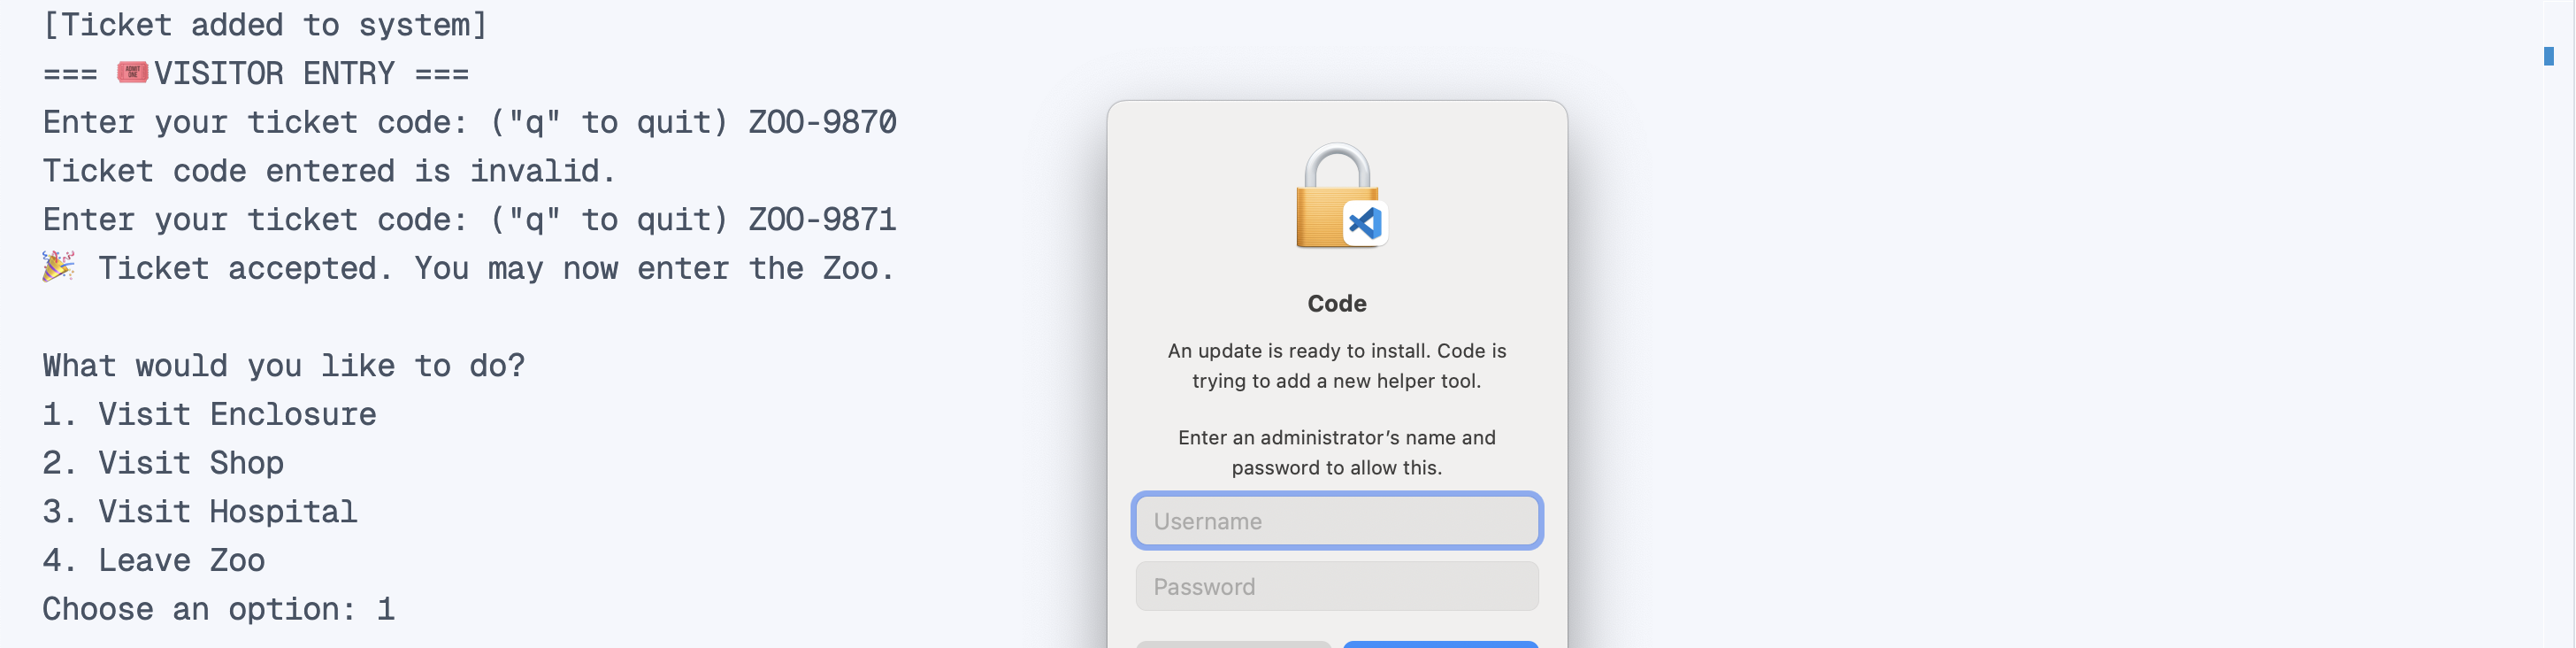 [Ticket added to system]
=== 🎟️VISITOR ENTRY ===
Enter your ticket code: ("q" to quit) ZOO-9870
Ticket code entered is invalid.
Enter your ticket code: ("q" to quit) ZOO-9871
🎉 Ticket accepted. You may now enter the Zoo.
What would you like to do?
1. Visit Enclosure
2. Visit Shop
3. Visit Hospital
4. Leave Zoo
Choose an option: 1
Code
An update is ready to install. Code is
trying to add a new helper tool.
Enter an administrator’s name and
password to allow this.
Username
Password